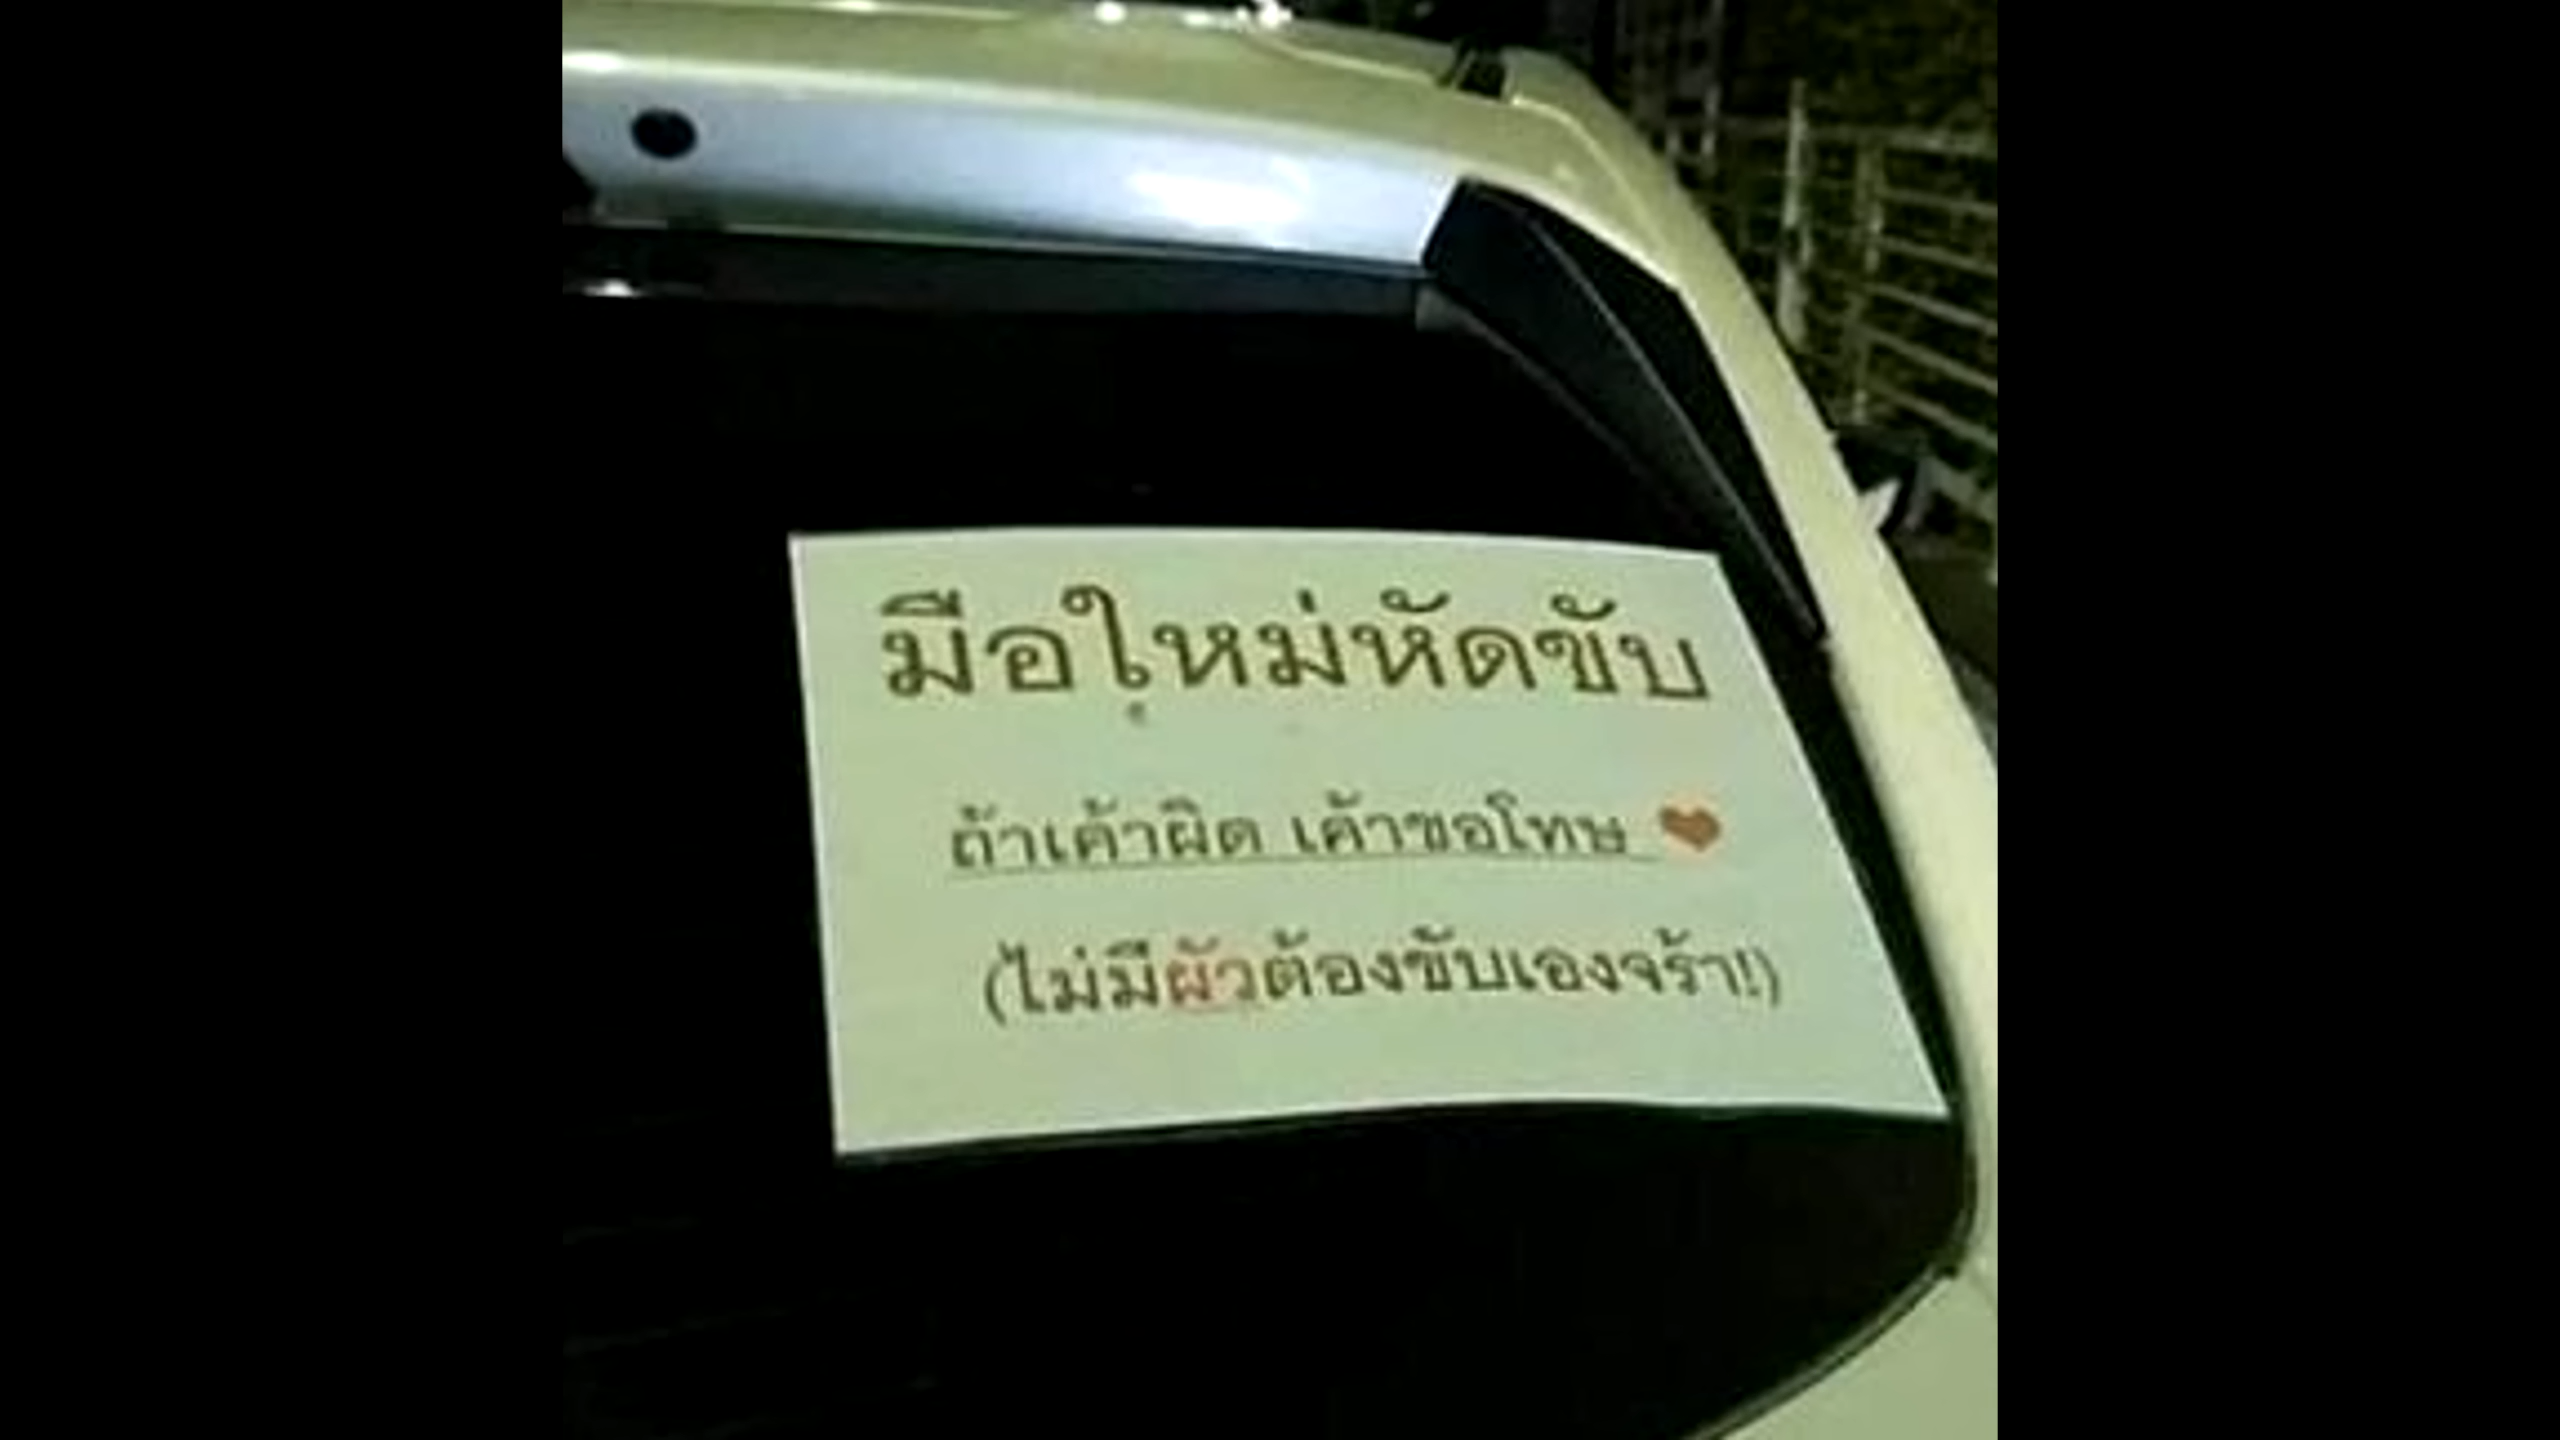 มือใหม่หัดขับ
ถ้าเค้าผิด เค้าขอโทษ ❤
(ไม่มีผัวต้องขับเองจร้า!)